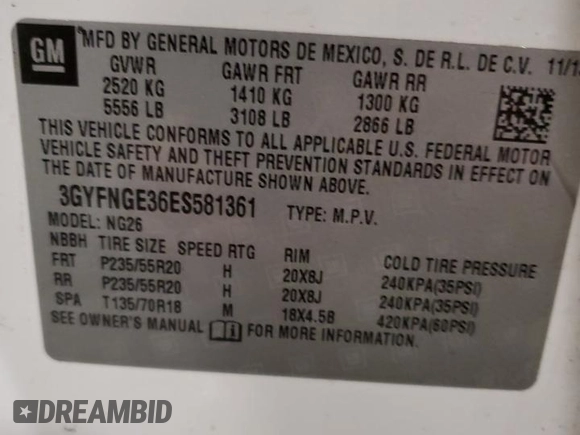 GM MFD BY GENERAL MOTORS DE MEXICO, S. DE R.L. DE C.V. 11/1
GVWR GAWR FRT GAWR RR
2520 KG 1410 KG 1300 KG
5556 LB 3108 LB 2866 LB
THIS VEHICLE CONFORMS TO ALL APPLICABLE U.S. FEDERAL MOTOR
VEHICLE SAFETY AND THEFT PREVENTION STANDARDS IN EFFECT ON
THE DATE OF MANUFACTURE SHOWN ABOVE.
3GYFNGE36ES581361 TYPE: M.P.V.
MODEL: NG26
NBBH TIRE SIZE SPEED RTG RIM COLD TIRE PRESSURE
FRT P235/55R20 H 20X8J 240KPA(35PSI)
RR P235/55R20 H 20X8J 240KPA(35PSI)
SPA T135/70R18 M 18X4.5B 420KPA(60PSI)
SEE OWNER'S MANUAL FOR MORE INFORMATION.
DREAMBID